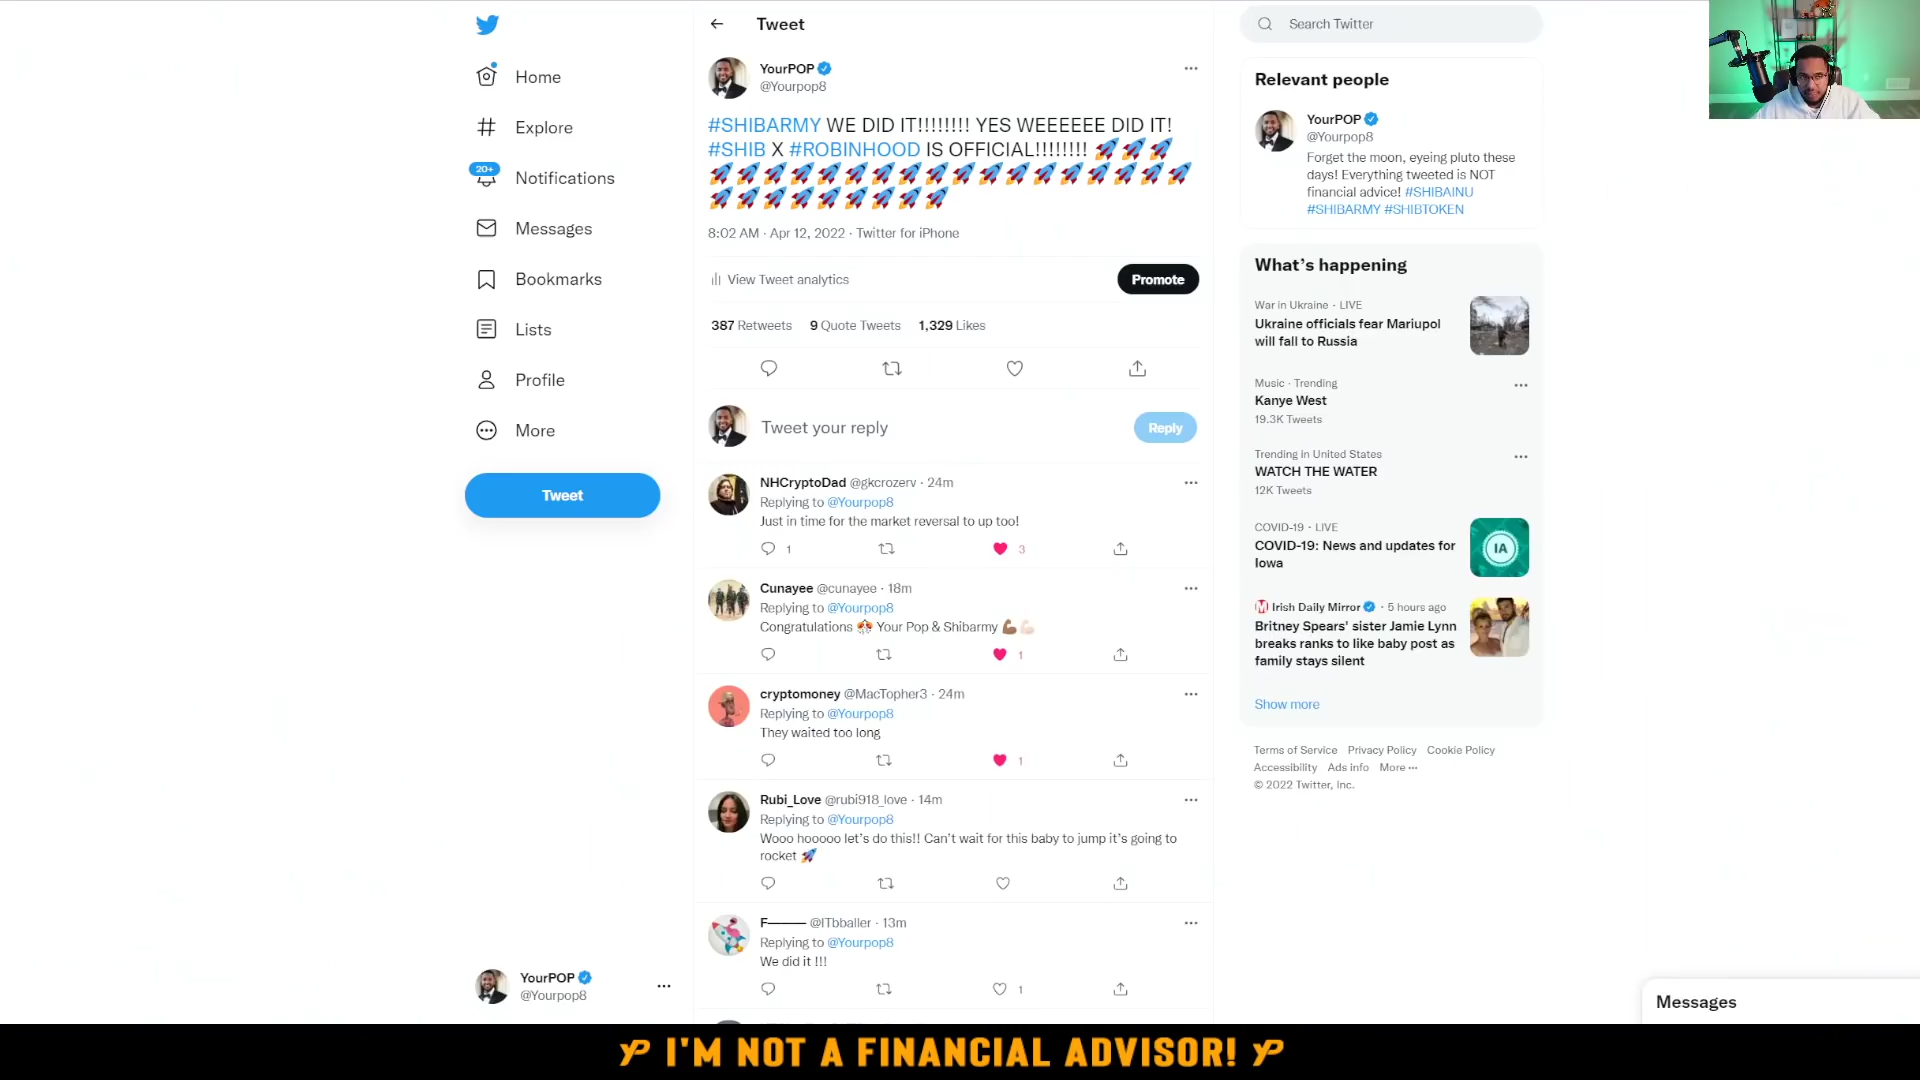 Home
Explore
20+
Notifications
Messages
Bookmarks
Lists
Profile
More
Tweet
YourPOP
@Yourpop8
Tweet
YourPOP
@Yourpop8
#SHIBARMY WE DID IT!!!!!!!! YES WEEEEEE DID IT!
#SHIB X #ROBINHOOD IS OFFICIAL!!!!!!!! 🚀🚀🚀
🚀🚀🚀🚀🚀🚀🚀🚀🚀🚀🚀🚀🚀🚀🚀🚀🚀🚀
🚀🚀🚀🚀🚀🚀🚀🚀🚀
8:02 AM · Apr 12, 2022 · Twitter for iPhone
View Tweet analytics
Promote
387 Retweets 9 Quote Tweets 1,329 Likes
Tweet your reply
Reply
NHCryptoDad @gkcrozerv · 24m
Replying to @Yourpop8
Just in time for the market reversal to up too!
1 3
Cunayee @cunayee · 18m
Replying to @Yourpop8
Congratulations 🎊 Your Pop & Shibarmy 💪🏾💪🏻
1
cryptomoney @MacTopher3 · 24m
Replying to @Yourpop8
They waited too long
1
Rubi_Love @rubi918_love · 14m
Replying to @Yourpop8
Wooo hooooo let's do this!! Can't wait for this baby to jump it's going to
rocket 🚀
F——— @ITbballer · 13m
Replying to @Yourpop8
We did it !!!
1
Search Twitter
Relevant people
YourPOP
@Yourpop8
Forget the moon, eyeing pluto these
days! Everything tweeted is NOT
financial advice! #SHIBAINU
#SHIBARMY #SHIBTOKEN
What's happening
War in Ukraine · LIVE
Ukraine officials fear Mariupol
will fall to Russia
Music · Trending
Kanye West
19.3K Tweets
Trending in United States
WATCH THE WATER
12K Tweets
COVID-19 · LIVE
COVID-19: News and updates for
Iowa
IA
Irish Daily Mirror · 5 hours ago
Britney Spears' sister Jamie Lynn
breaks ranks to like baby post as
family stays silent
Show more
Terms of Service Privacy Policy Cookie Policy
Accessibility Ads info More ···
© 2022 Twitter, Inc.
Messages
YP I'M NOT A FINANCIAL ADVISOR! YP